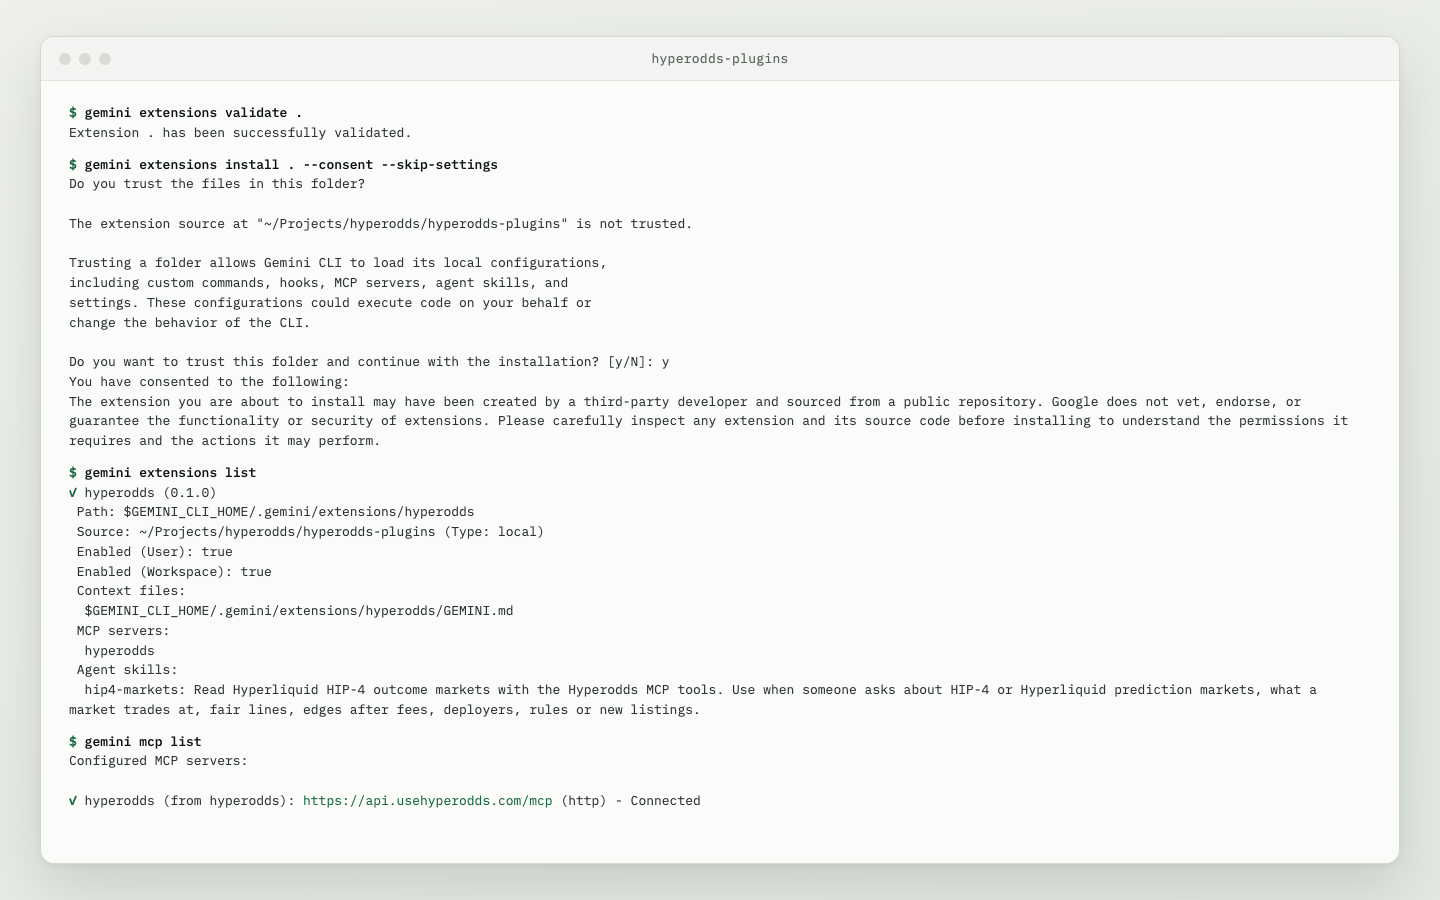 hyperodds-plugins
$ gemini extensions validate .
Extension . has been successfully validated.
$ gemini extensions install . --consent --skip-settings
Do you trust the files in this folder?
The extension source at "~/Projects/hyperodds/hyperodds-plugins" is not trusted.
Trusting a folder allows Gemini CLI to load its local configurations,
including custom commands, hooks, MCP servers, agent skills, and
settings. These configurations could execute code on your behalf or
change the behavior of the CLI.
Do you want to trust this folder and continue with the installation? [y/N]: y
You have consented to the following:
The extension you are about to install may have been created by a third-party developer and sourced from a public repository. Google does not vet, endorse, or
guarantee the functionality or security of extensions. Please carefully inspect any extension and its source code before installing to understand the permissions it
requires and the actions it may perform.
$ gemini extensions list
✓ hyperodds (0.1.0)
Path: $GEMINI_CLI_HOME/.gemini/extensions/hyperodds
Source: ~/Projects/hyperodds/hyperodds-plugins (Type: local)
Enabled (User): true
Enabled (Workspace): true
Context files:
$GEMINI_CLI_HOME/.gemini/extensions/hyperodds/GEMINI.md
MCP servers:
hyperodds
Agent skills:
hip4-markets: Read Hyperliquid HIP-4 outcome markets with the Hyperodds MCP tools. Use when someone asks about HIP-4 or Hyperliquid prediction markets, what a
market trades at, fair lines, edges after fees, deployers, rules or new listings.
$ gemini mcp list
Configured MCP servers:
✓ hyperodds (from hyperodds): https://api.usehyperodds.com/mcp (http) - Connected